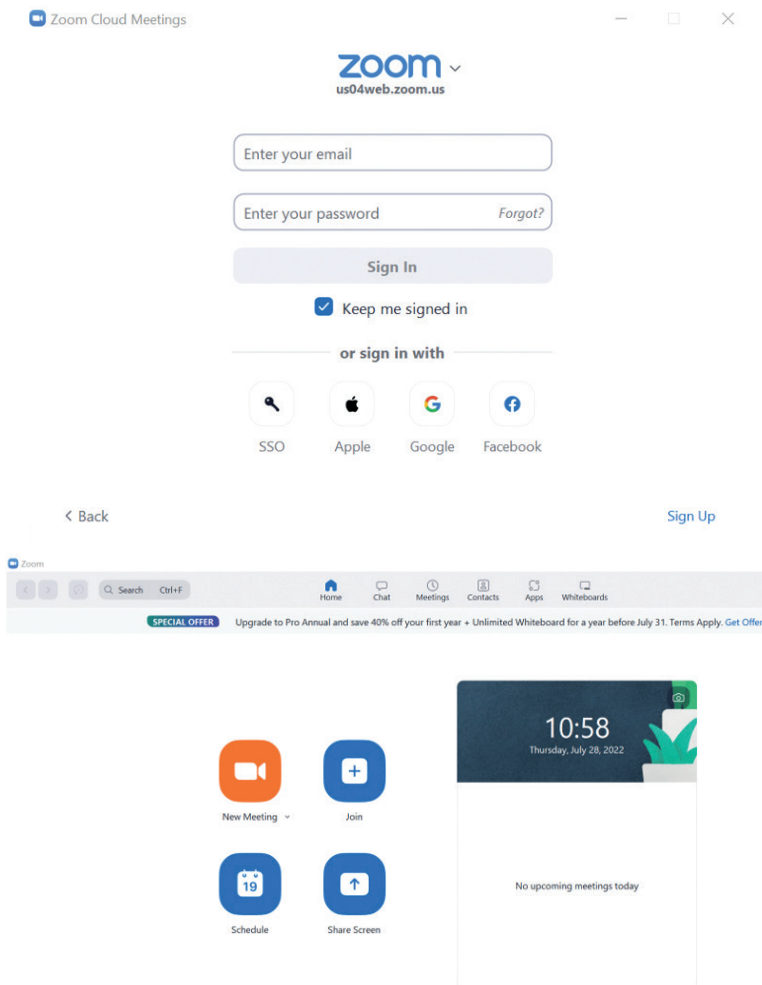 Zoom Cloud Meetings
zoom
us04web.zoom.us
Enter your email
Enter your password Forgot?
Sign In
Keep me signed in
or sign in with
SSO Apple Google Facebook
Back Sign Up
Zoom
Search Ctrl+F Home Chat Meetings Contacts Apps Whiteboards
SPECIAL OFFER Upgrade to Pro Annual and save 40% off your first year + Unlimited Whiteboard for a year before July 31. Terms Apply. Get Offer
10:58
Thursday, July 28, 2022
New Meeting Join
19
No upcoming meetings today
Schedule Share Screen